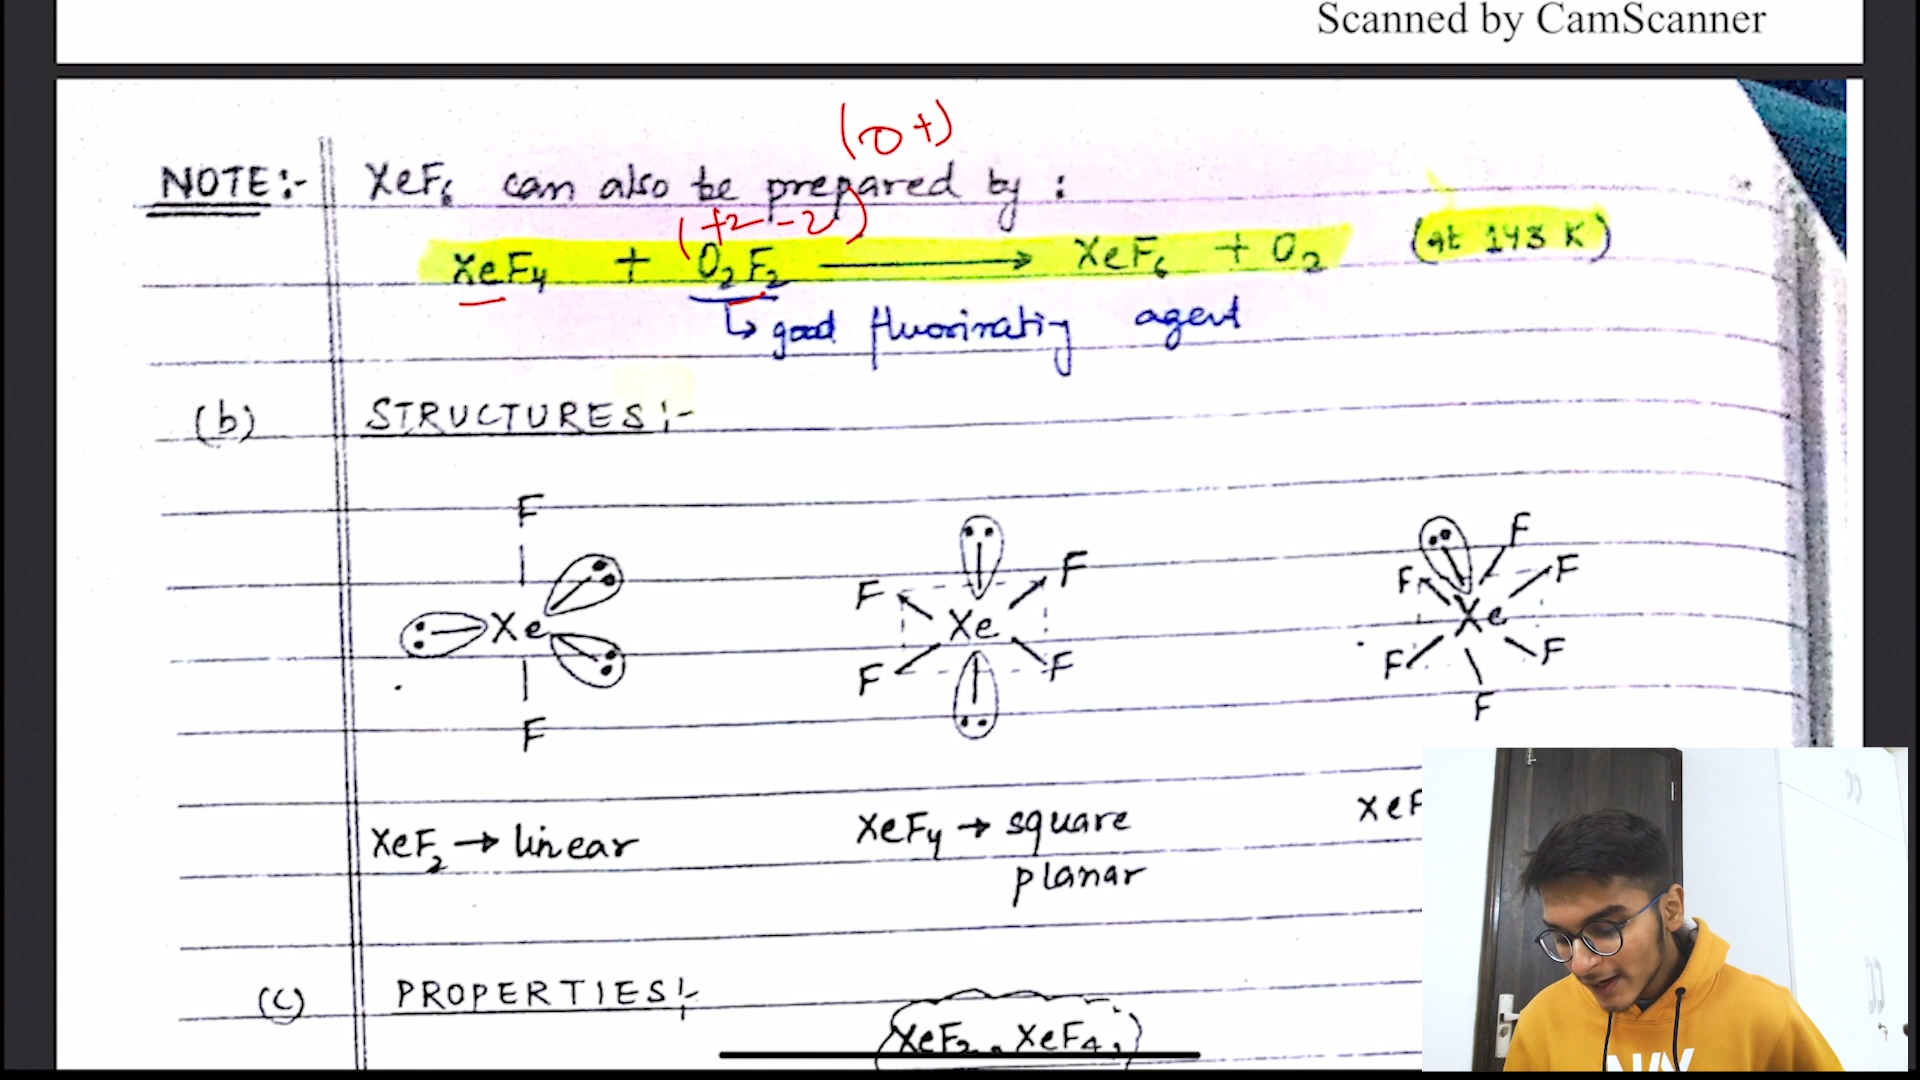 Scanned by CamScanner
(0+)
NOTE:- XeF₆ can also be prepared by :
(+2 -2)
XeF₄ + O₂F₂ ⟶ XeF₆ + O₂ (at 143 K)
↳ good fluorinating agent
(b) STRUCTURES:-
F
Xe
F
F F
Xe
F F
F
F F
Xe
F F
F
XeF₂ → linear
XeF₄ → square
planar
XeF
(c) PROPERTIES:-
XeF₂, XeF₄,